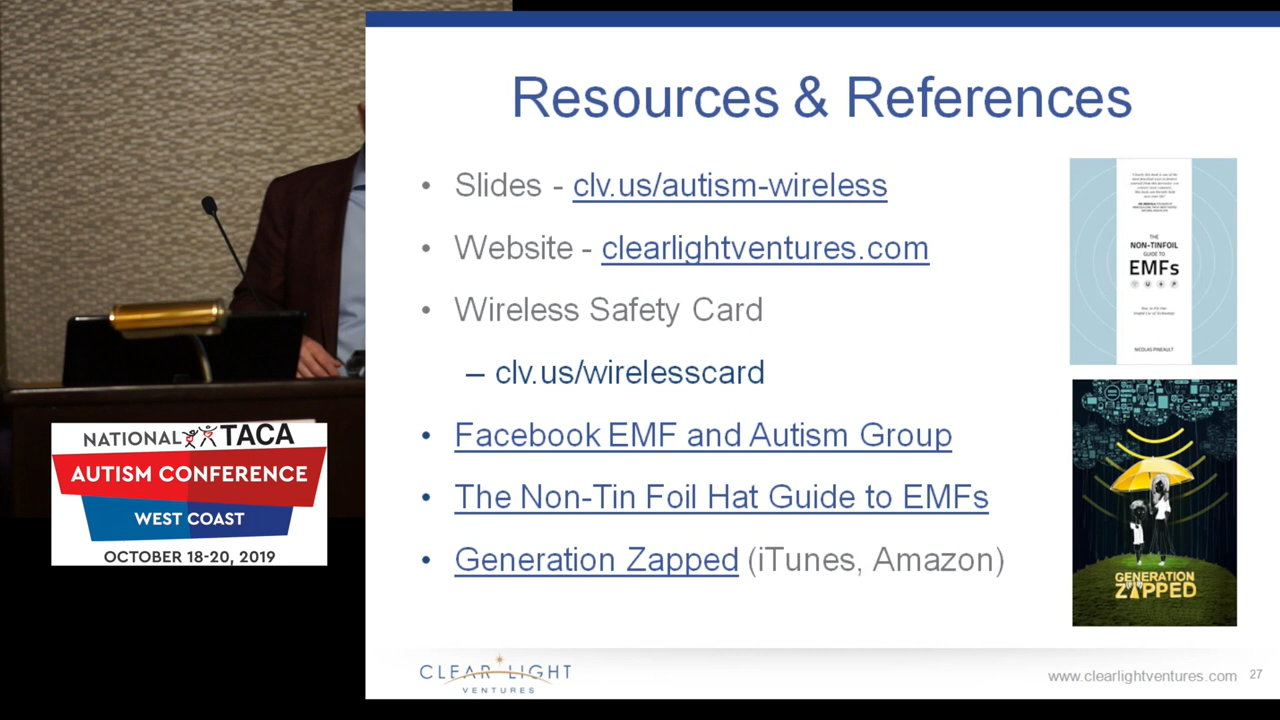 Resources & References
• Slides - clv.us/autism-wireless
• Website - clearlightventures.com
• Wireless Safety Card
– clv.us/wirelesscard
• Facebook EMF and Autism Group
• The Non-Tin Foil Hat Guide to EMFs
• Generation Zapped (iTunes, Amazon)
THE
NON-TINFOIL
GUIDE TO
EMFs
NICOLAS PINEAULT
GENERATION
ZAPPED
NATIONAL TACA
AUTISM CONFERENCE
WEST COAST
OCTOBER 18-20, 2019
CLEAR LIGHT
VENTURES
www.clearlightventures.com 27